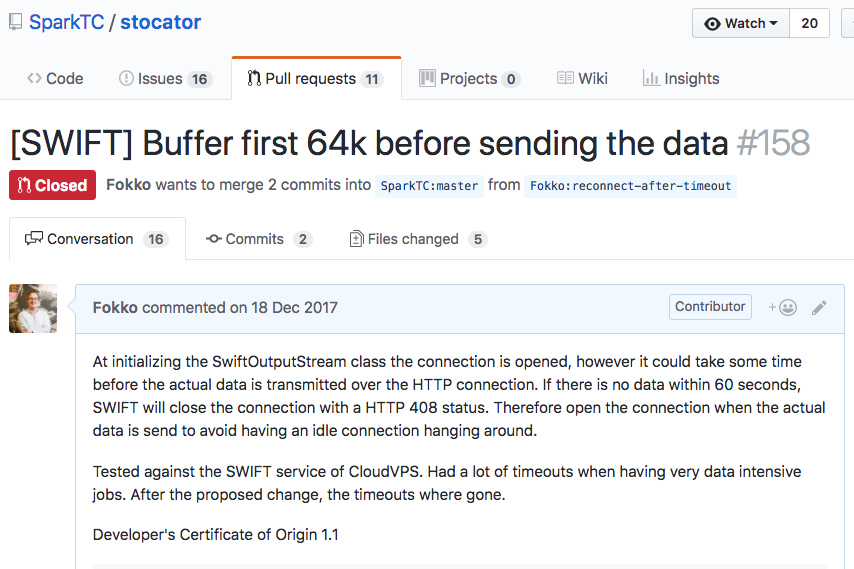 SparkTC / stocator
Watch 20
Code Issues 16 Pull requests 11 Projects 0 Wiki Insights
[SWIFT] Buffer first 64k before sending the data #158
Closed Fokko wants to merge 2 commits into SparkTC:master from Fokko:reconnect-after-timeout
Conversation 16 Commits 2 Files changed 5
Fokko commented on 18 Dec 2017 Contributor
At initializing the SwiftOutputStream class the connection is opened, however it could take some time
before the actual data is transmitted over the HTTP connection. If there is no data within 60 seconds,
SWIFT will close the connection with a HTTP 408 status. Therefore open the connection when the actual
data is send to avoid having an idle connection hanging around.
Tested against the SWIFT service of CloudVPS. Had a lot of timeouts when having very data intensive
jobs. After the proposed change, the timeouts where gone.
Developer's Certificate of Origin 1.1